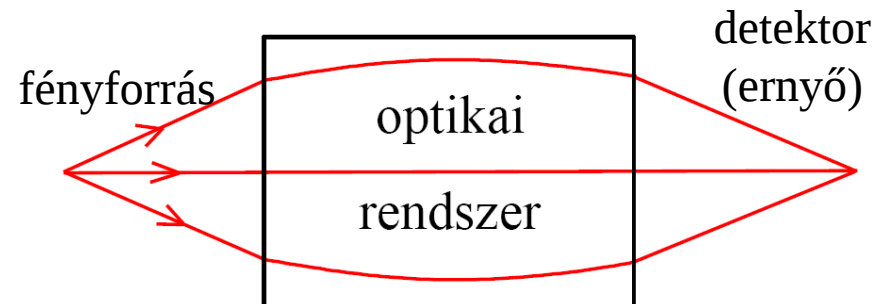 fényforrás
optikai
rendszer
detektor
(ernyő)